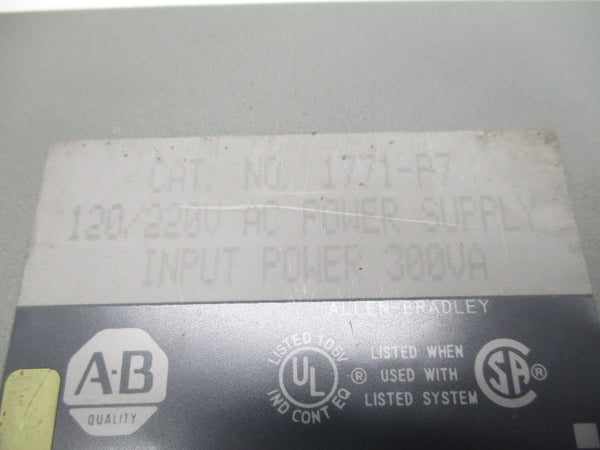 CAT. NO. 1771-P7
120/220V AC POWER SUPPLY
INPUT POWER 300VA
ALLEN-BRADLEY
A·B
QUALITY
LISTED 106V
UL
®
IND CONT EQ
LISTED WHEN
USED WITH
LISTED SYSTEM
SA
®